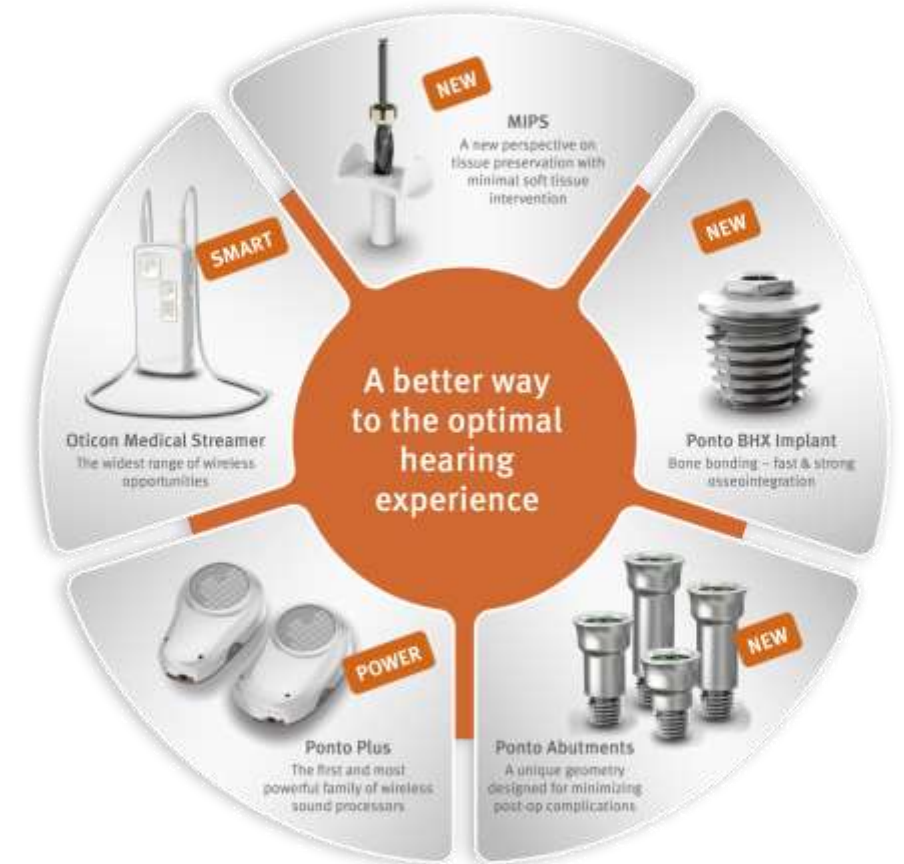 NEW
MIPS
A new perspective on
tissue preservation with
minimal soft tissue
intervention
NEW
Ponto BHX Implant
Bone bonding – fast & strong
osseointegration
NEW
Ponto Abutments
A unique geometry
designed for minimizing
post-op complications
POWER
Ponto Plus
The first and most
powerful family of wireless
sound processors
SMART
Oticon Medical Streamer
The widest range of wireless
opportunities
A better way
to the optimal
hearing
experience